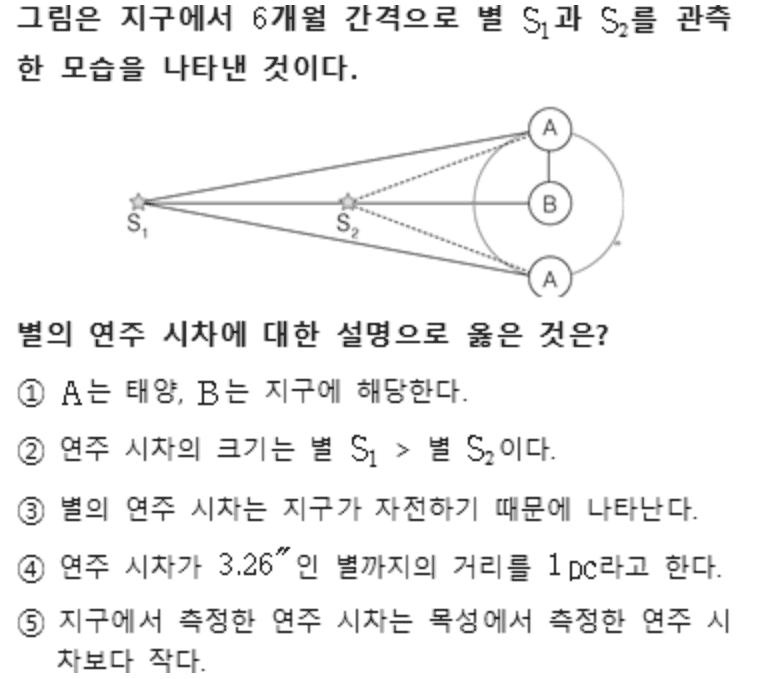 그림은 지구에서 6개월 간격으로 별 S₁과 S₂를 관측
한 모습을 나타낸 것이다.
A
S₁
S₂
B
A
별의 연주 시차에 대한 설명으로 옳은 것은?
① A는 태양, B는 지구에 해당한다.
② 연주 시차의 크기는 별 S₁ > 별 S₂이다.
③ 별의 연주 시차는 지구가 자전하기 때문에 나타난다.
④ 연주 시차가 3.26″인 별까지의 거리를 1pc라고 한다.
⑤ 지구에서 측정한 연주 시차는 목성에서 측정한 연주 시
차보다 작다.